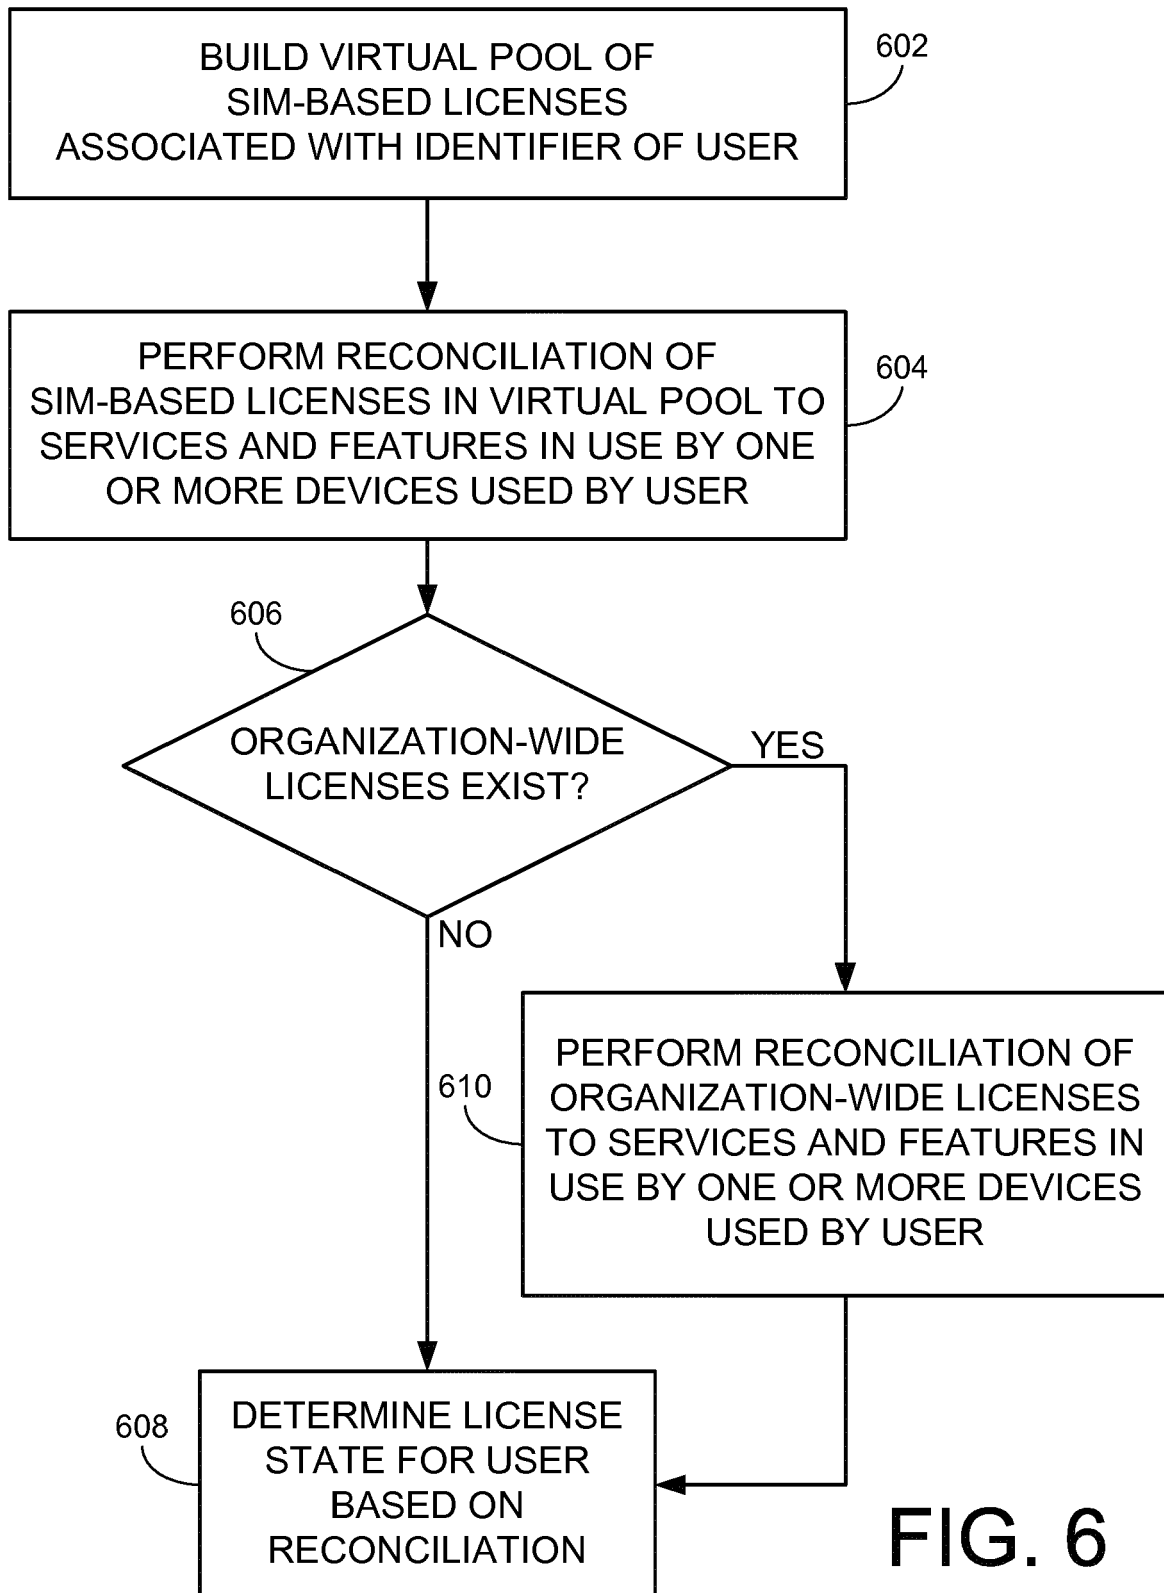 BUILD VIRTUAL POOL OF
SIM-BASED LICENSES
ASSOCIATED WITH IDENTIFIER OF USER
602
PERFORM RECONCILIATION OF
SIM-BASED LICENSES IN VIRTUAL POOL TO
SERVICES AND FEATURES IN USE BY ONE
OR MORE DEVICES USED BY USER
604
606
ORGANIZATION-WIDE
LICENSES EXIST?
YES
NO
610
PERFORM RECONCILIATION OF
ORGANIZATION-WIDE LICENSES
TO SERVICES AND FEATURES IN
USE BY ONE OR MORE DEVICES
USED BY USER
608
DETERMINE LICENSE
STATE FOR USER
BASED ON
RECONCILIATION
FIG. 6